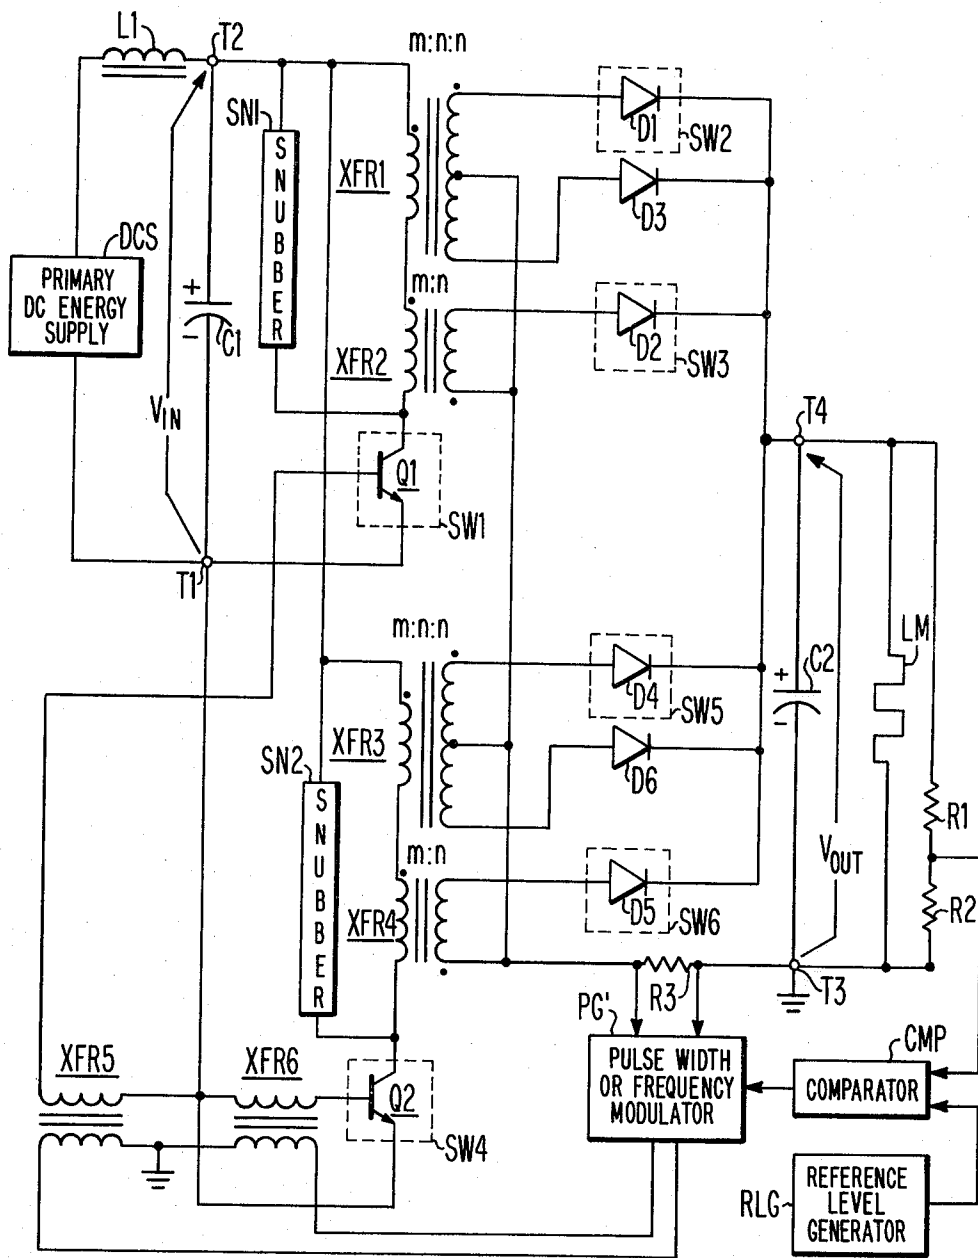 L1
T2
m:n:n
SN1
SNUBBER
XFR1
D1
SW2
D3
DCS
PRIMARY
DC ENERGY
SUPPLY
+
-
C1
m:n
XFR2
D2
SW3
VIN
T4
Q1
SW1
T1
m:n:n
LM
C2
+
-
D4
SW5
XFR3
D6
SN2
SNUBBER
R1
m:n
VOUT
D5
SW6
R2
XFR4
R3
T3
PG'
CMP
XFR5
XFR6
PULSE WIDTH
OR FREQUENCY
MODULATOR
COMPARATOR
Q2
SW4
REFERENCE
LEVEL
GENERATOR
RLG